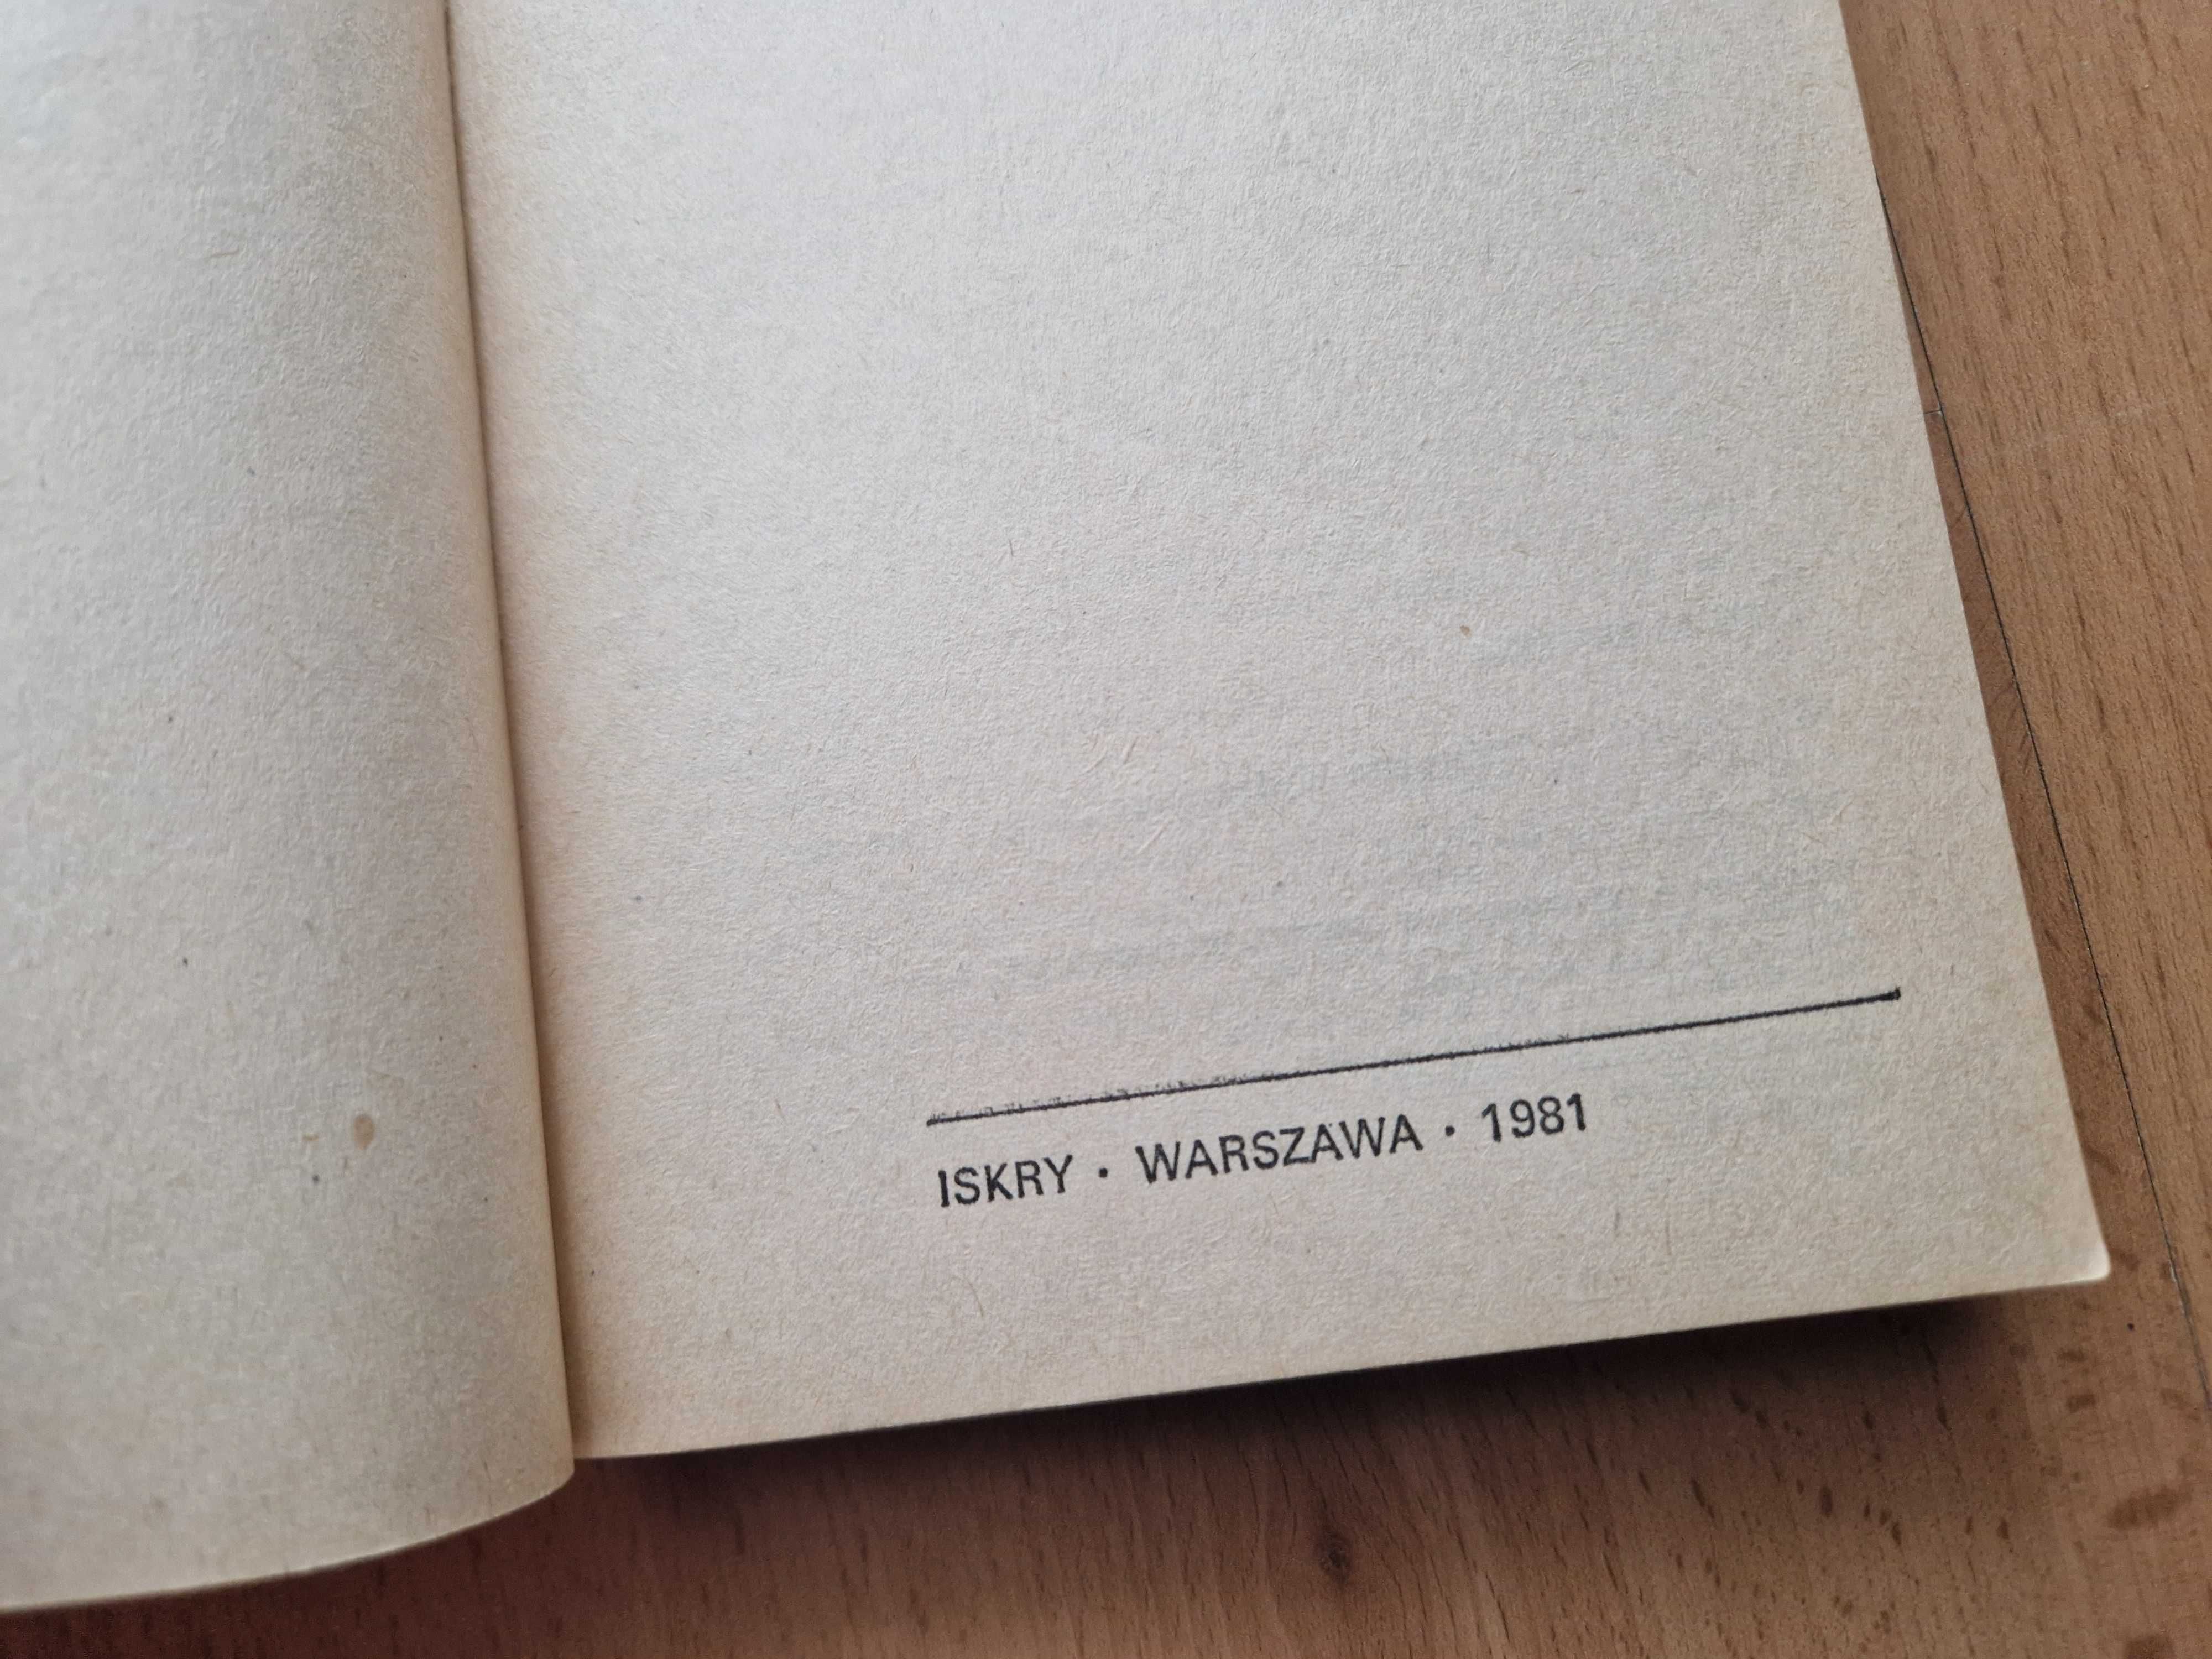 ISKRY · WARSZAWA · 1981